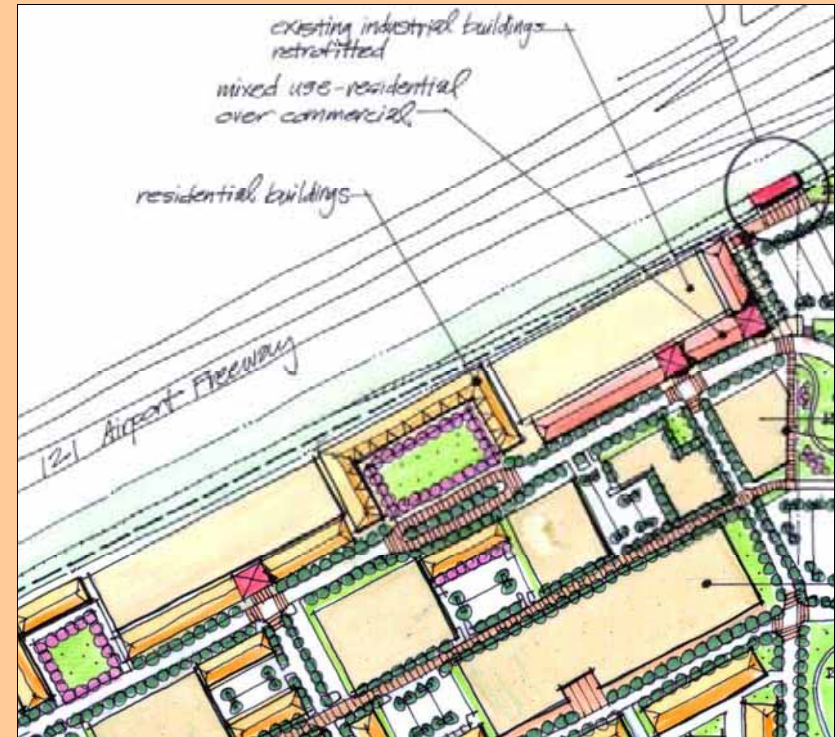 existing industrial buildings
retrofitted
mixed use-residential
over commercial
residential buildings
121 Airport Freeway